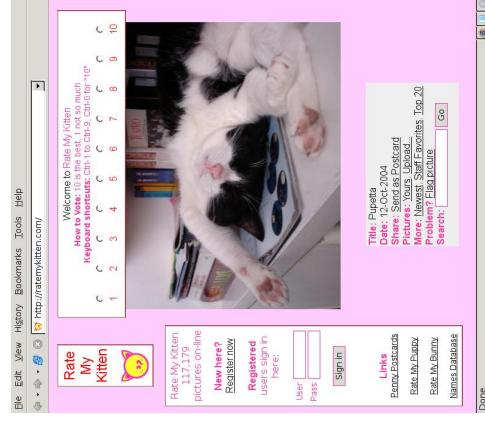 File Edit View History Bookmarks Tools Help
http://ratemykitten.com/
Rate
My
Kitten
Rate My Kitten
117,179
pictures on-line
New here?
Register now
Registered
users sign in
here:
User
Pass
Sign in
Links
Penny Postcards
Rate My Puppy
Rate My Bunny
Names Database
Welcome to Rate My Kitten
How to Vote: 10 is the best, 1 not so much
Keyboard shortcuts: Ctrl-1 to Ctrl-9, Ctrl-0 for "10"
1 2 3 4 5 6 7 8 9 10
Title: Pupetta
Date: 12-Oct-2004
Share: Send as Postcard
Pictures: Yours Upload...
More: Newest Staff Favorites Top 20
Problem? Flag picture
Search: Go
Done